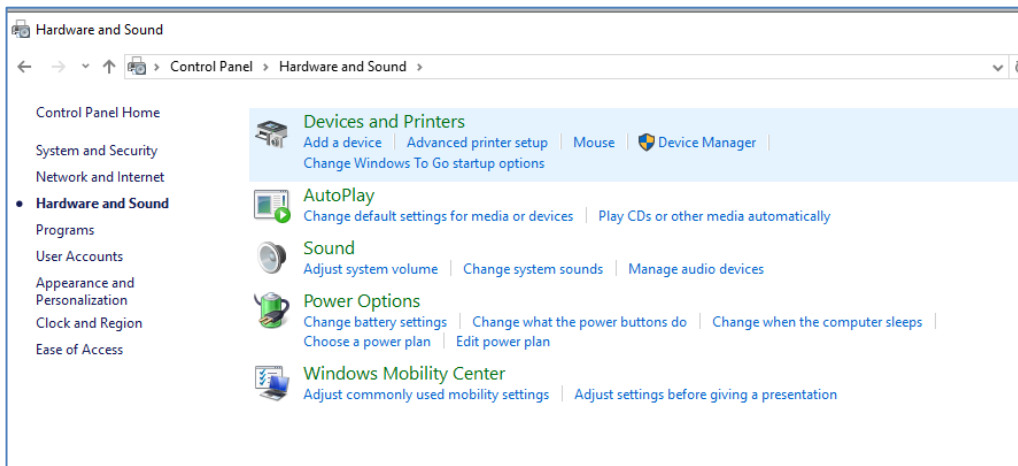 Hardware and Sound
Control Panel > Hardware and Sound >
Control Panel Home
System and Security
Network and Internet
Hardware and Sound
Programs
User Accounts
Appearance and
Personalization
Clock and Region
Ease of Access
Devices and Printers
Add a device | Advanced printer setup | Mouse | Device Manager |
Change Windows To Go startup options
AutoPlay
Change default settings for media or devices | Play CDs or other media automatically
Sound
Adjust system volume | Change system sounds | Manage audio devices
Power Options
Change battery settings | Change what the power buttons do | Change when the computer sleeps |
Choose a power plan | Edit power plan
Windows Mobility Center
Adjust commonly used mobility settings | Adjust settings before giving a presentation